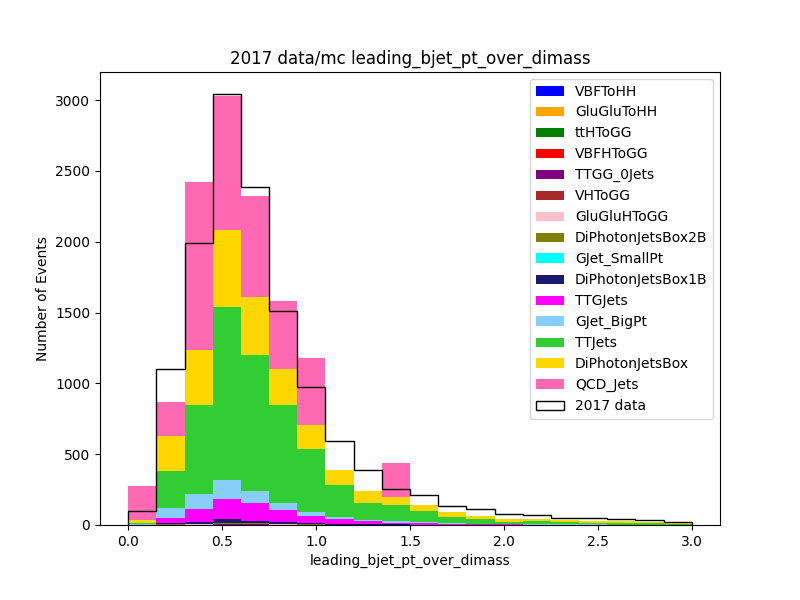 2017 data/mc leading_bjet_pt_over_dimass
Number of Events
3000
2500
2000
1500
1000
500
0
0.0 0.5 1.0 1.5 2.0 2.5 3.0
leading_bjet_pt_over_dimass
VBFToHH
GluGluToHH
ttHToGG
VBFHToGG
TTGG_0Jets
VHToGG
GluGluHToGG
DiPhotonJetsBox2B
GJet_SmallPt
DiPhotonJetsBox1B
TTGJets
GJet_BigPt
TTJets
DiPhotonJetsBox
QCD_Jets
2017 data